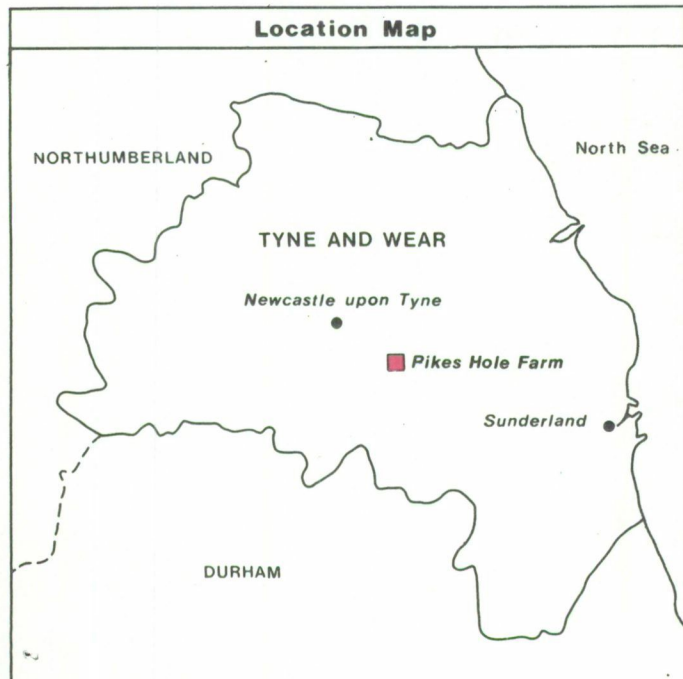 Location Map
NORTHUMBERLAND
North Sea
TYNE AND WEAR
Newcastle upon Tyne
Pikes Hole Farm
Sunderland
DURHAM